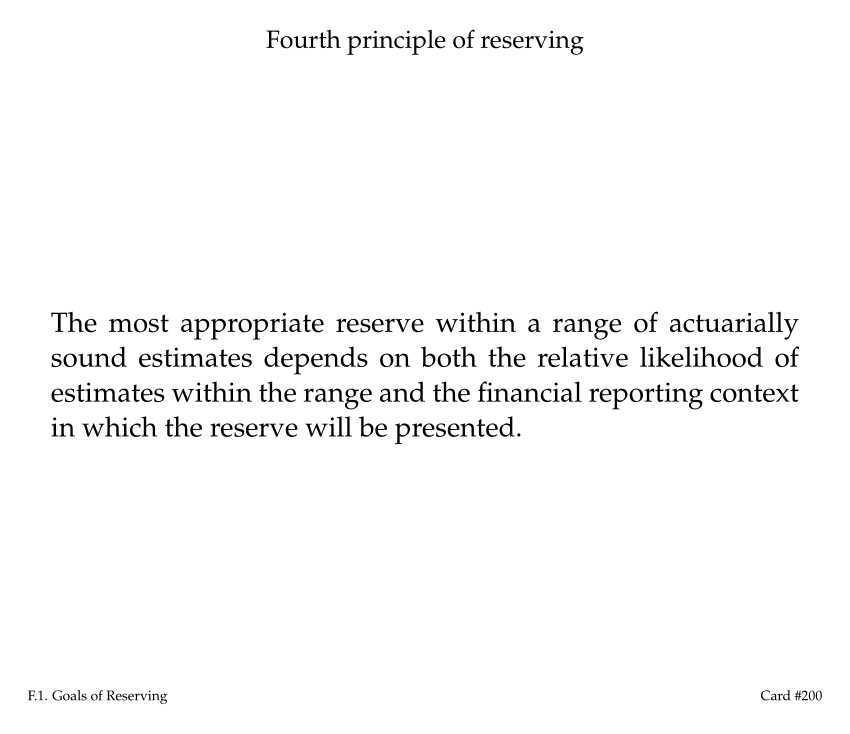 Fourth principle of reserving
The most appropriate reserve within a range of actuarially
sound estimates depends on both the relative likelihood of
estimates within the range and the financial reporting context
in which the reserve will be presented.
F.1. Goals of Reserving
Card #200